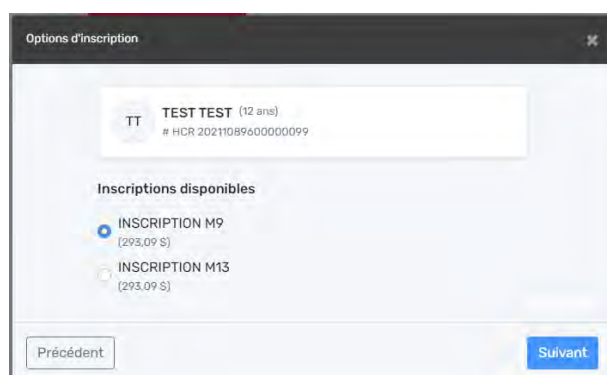 Options d'inscription
TT
TEST TEST (12 ans)
# HCR 20211089600000099
Inscriptions disponibles
INSCRIPTION M9
(293,09 $)
INSCRIPTION M13
(293,09 $)
Précédent
Suivant